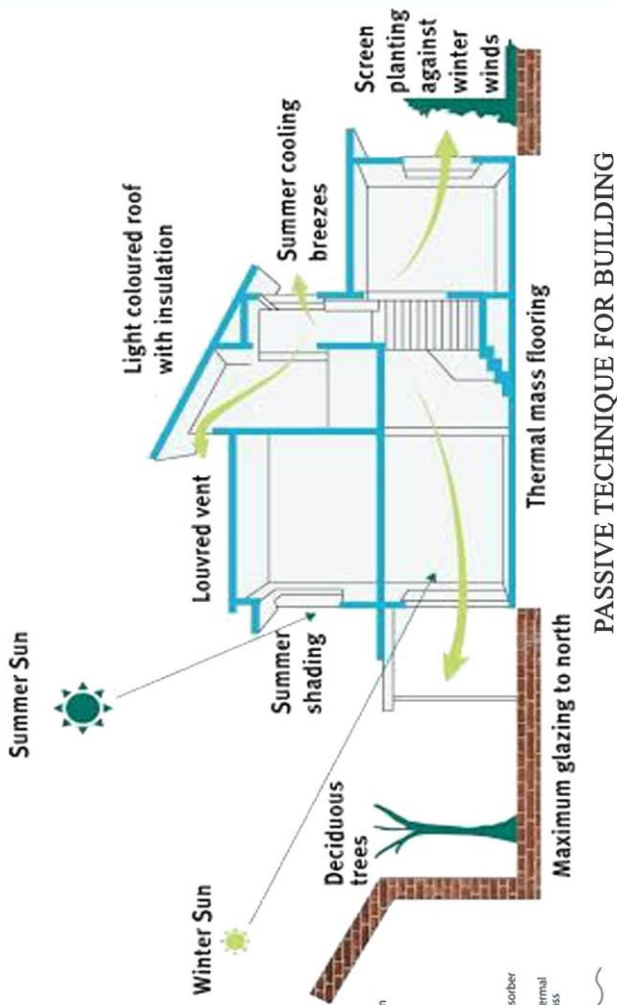 Summer Sun
Winter Sun
Light coloured roof
with insulation
Louvred vent
Summer cooling
breezes
Screen
planting
against
winter
winds
Summer
shading
Deciduous
trees
Thermal mass flooring
Maximum glazing to north
PASSIVE TECHNIQUE FOR BUILDING